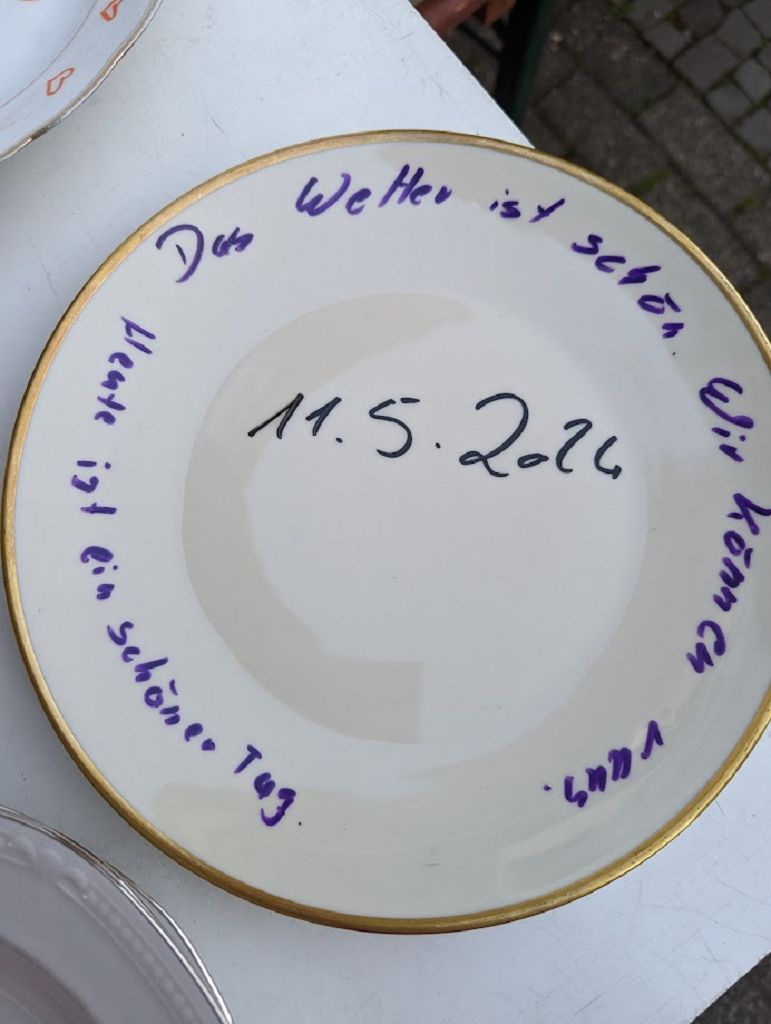 Das Wetter ist schön. Wir können raus.
Heute ist ein schöner Tag.
11.5.2024